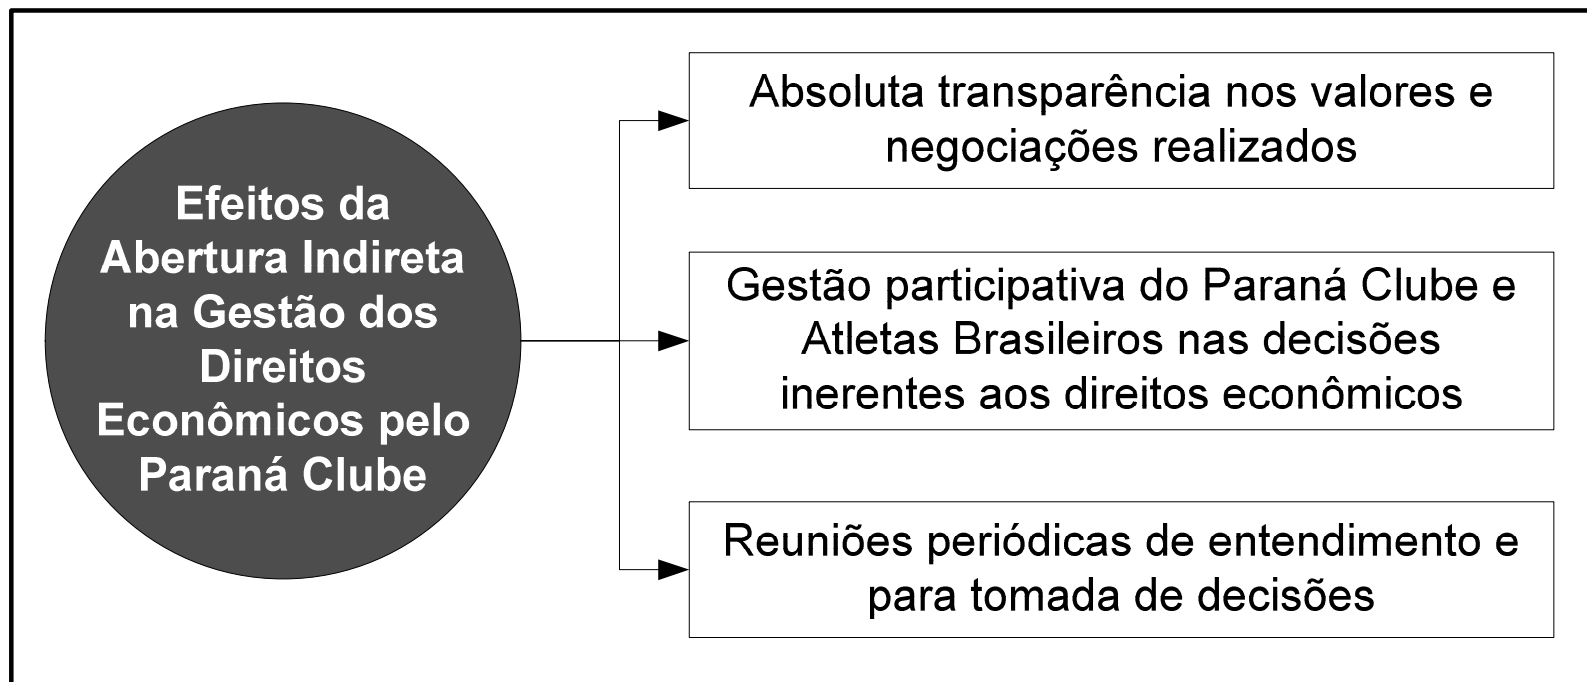 Efeitos da
Abertura Indireta
na Gestão dos
Direitos
Econômicos pelo
Paraná Clube
Absoluta transparência nos valores e
negociações realizados
Gestão participativa do Paraná Clube e
Atletas Brasileiros nas decisões
inerentes aos direitos econômicos
Reuniões periódicas de entendimento e
para tomada de decisões